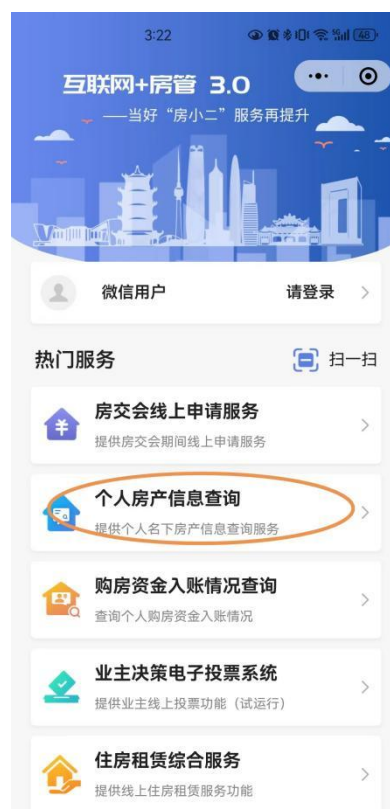 3:22
48
互联网+房管 3.0
——当好“房小二”服务再提升
微信用户
请登录
热门服务
扫一扫
房交会线上申请服务
提供房交会期间线上申请服务
个人房产信息查询
提供个人名下房产信息查询服务
购房资金入账情况查询
查询个人购房资金入账情况
业主决策电子投票系统
提供业主线上投票功能（试运行）
住房租赁综合服务
提供线上住房租赁服务功能